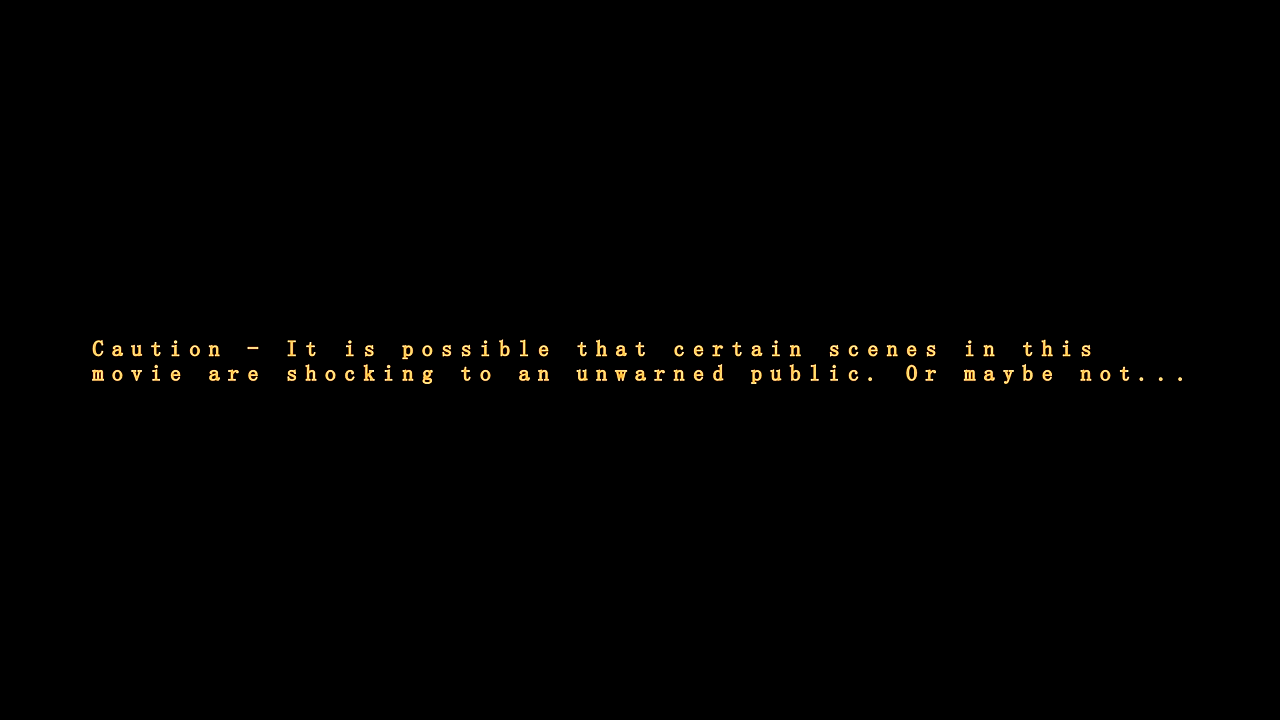 Caution - It is possible that certain scenes in this
movie are shocking to an unwarned public. Or maybe not...